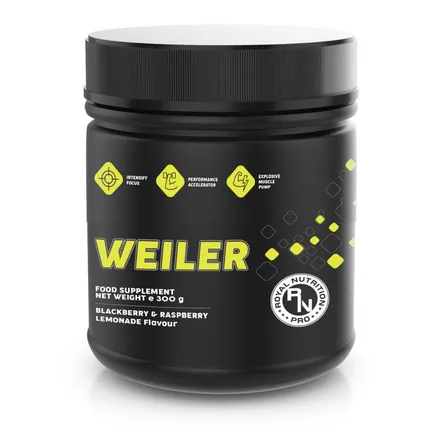 INTENSIFY
FOCUS
PERFORMANCE
ACCELERATOR
EXPLOSIVE
MUSCLE
PUMP
WEILER
FOOD SUPPLEMENT
NET WEIGHT e 300 g
BLACKBERRY & RASPBERRY
LEMONADE Flavour
ROYAL NUTRITION
RN
PRO